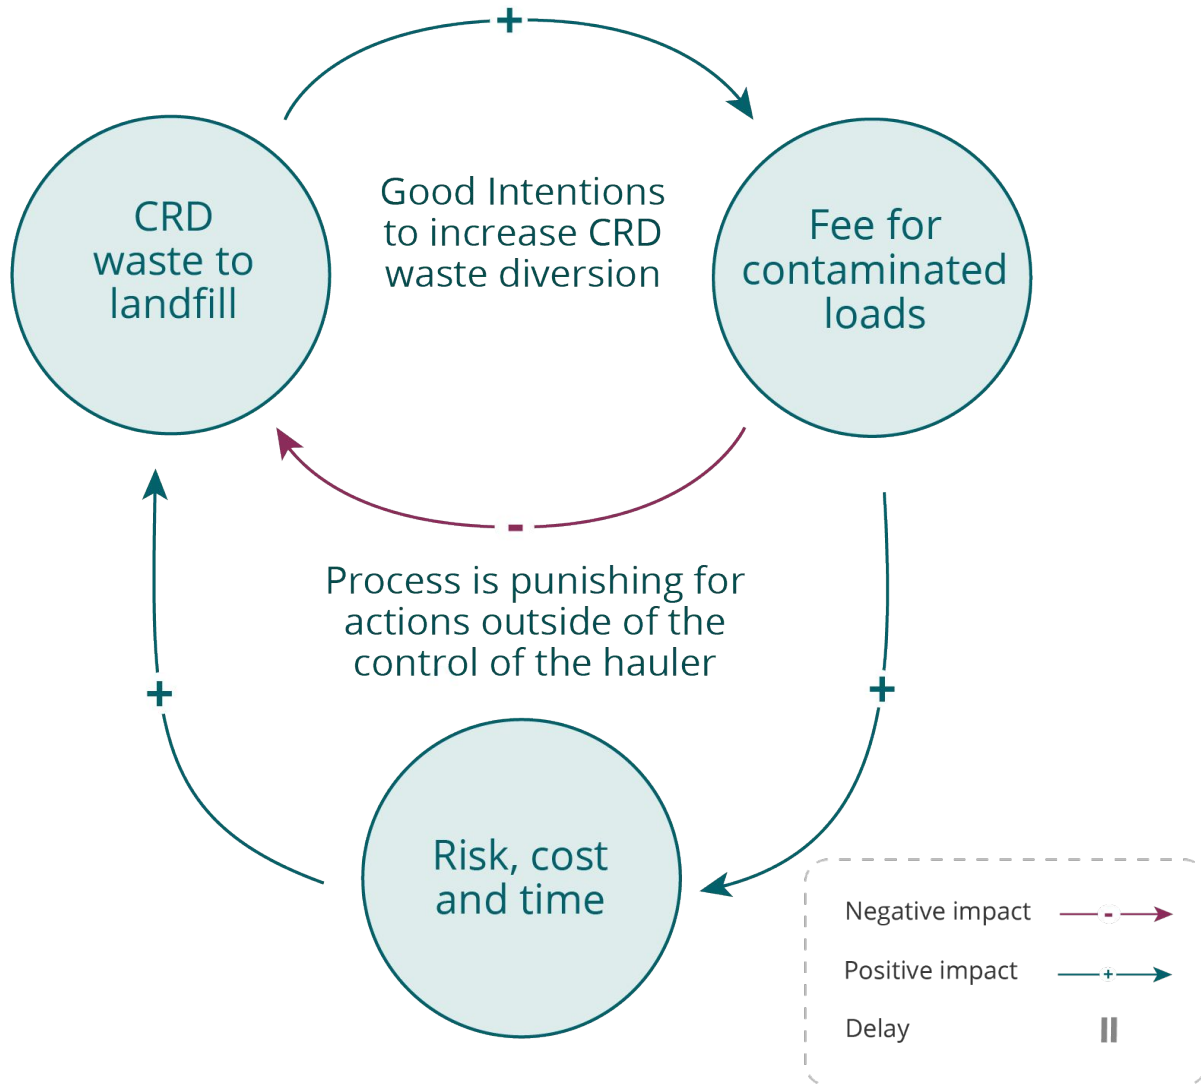 +
CRD
waste to
landfill
Good Intentions
to increase CRD
waste diversion
Fee for
contaminated
loads
-
Process is punishing for
actions outside of the
control of the hauler
+
+
Risk, cost
and time
Negative impact -
Positive impact +
Delay